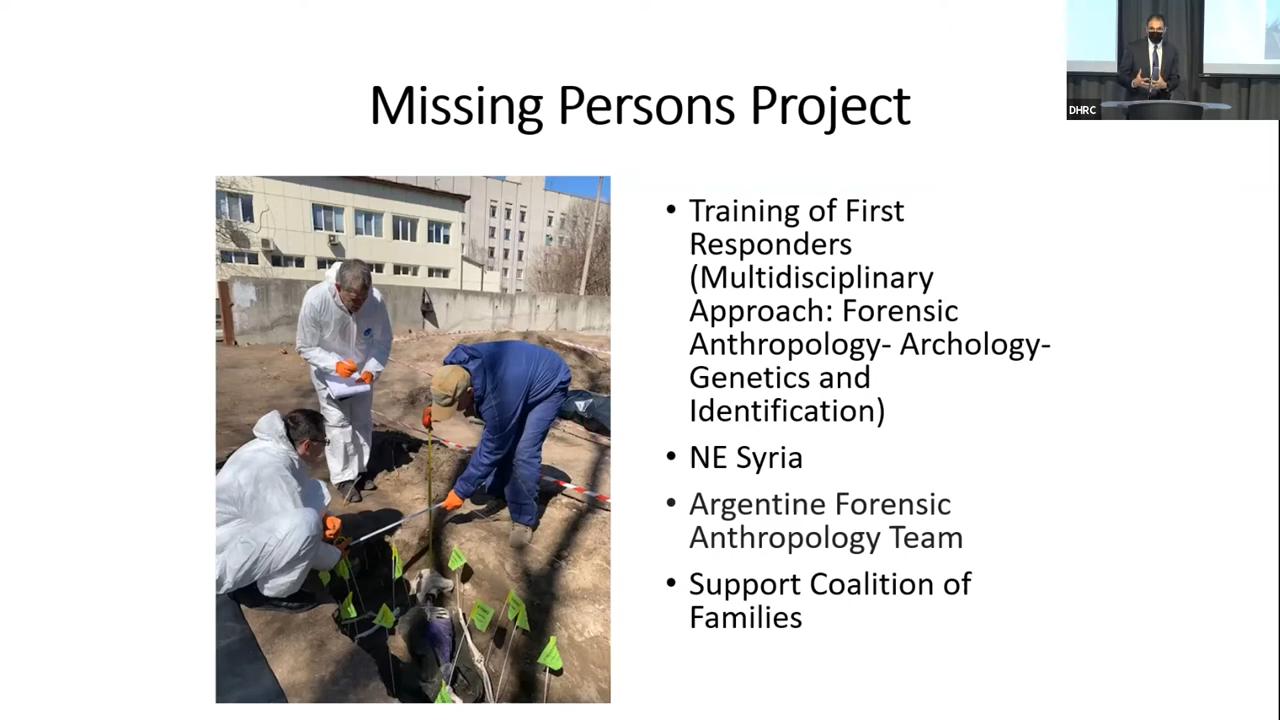 DHRC
Missing Persons Project
• Training of First
Responders
(Multidisciplinary
Approach: Forensic
Anthropology- Archology-
Genetics and
Identification)
• NE Syria
• Argentine Forensic
Anthropology Team
• Support Coalition of
Families